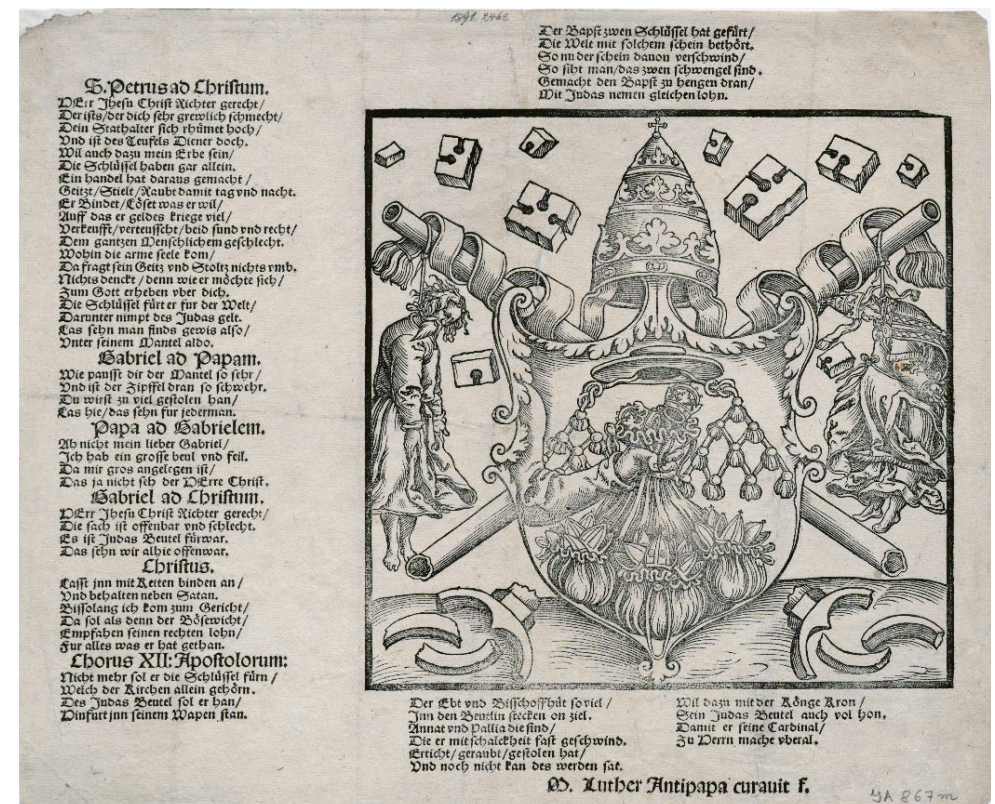 1891. 2462
Der Bapst zwen Schlüssel hat gefürt/
Die Welt mit solchem schein bethört.
So nu der schein dauon verschwind/
So siht man/das zwen schwengel sind.
Gemacht den Bapst zu hengen dran/
Mit Judas nemen gleichen lohn.
S. Petrus ad Christum.
HErr Jhesu Christ Richter gerecht/
Der ists/der dich sehr grewlich schmecht/
Dein Stathalter sich rhümet hoch/
Vnd ist des Teufels Diener doch.
Wil auch dazu mein Erbe sein/
Die Schlüssel haben gar allein.
Ein handel hat daraus gemacht/
Geitzt/Stielt/Raubt damit tag vnd nacht.
Er Bindet/Löset was er wil/
Auff das er geldes kriege viel/
Verkeufft/verteusscht/beid sund vnd recht/
Dem gantzen Menschlichem geschlecht.
Wohin die arme seele kom/
Da fragt sein Geitz vnd Stoltz nichts vmb.
Nichts denckt/denn wie er möchte sich/
Zum Gott erheben vber dich.
Die Schlüssel fürt er fur der Welt/
Darunter nimpt des Judas gelt.
Las sehn man finds gewis also/
Vnter seinem Mantel aldo.
Gabriel ad Papam.
Wie pausst dir der Mantel so sehr/
Vnd ist der Zipffel dran so schwehr.
Du wirst zu viel gestolen han/
Las hie/das sehn fur jederman.
Papa ad Gabrielem.
Ah nicht mein lieber Gabriel/
Ich hab ein grosse beul vnd feil.
Da mir gros angelegen ist/
Das ja nicht seh der HErre Christ.
Gabriel ad Christum.
HErr Jhesu Christ Richter gerecht/
Die sach ist offenbar vnd schlecht.
Es ist Judas Beutel fürwar.
Das sehn wir alhie offenwar.
Christus.
Lasst jnn mit Ketten binden an/
Vnd behalten neben Satan.
Bissolang ich kom zum Gericht/
Da sol als denn der Bösewicht/
Empfahen seinen rechten lohn/
Fur alles was er hat gethan.
Chorus XII: Apostolorum:
Nicht mehr sol er die Schlüssel fürn/
Welch der Kirchen allein gehörn.
Des Judas Beutel sol er han/
Hinfurt jnn seinem Wapen stan.
Der Ebt vnd Bisschoffhüt so viel/
Jnn den Beutlin stecken on ziel.
Annat vnd Pallia die sind/
Die er mit schalckheit fast geschwind.
Erticht/geraubt/gestolen hat/
Vnd noch nicht kan des werden sat.
Wil dazu mit der Könge Kron/
Sein Judas Beutel auch vol hon.
Damit er seine Cardinal/
Zu Herrn mache vberal.
M. Luther Antipapa curauit f.
YA 867m